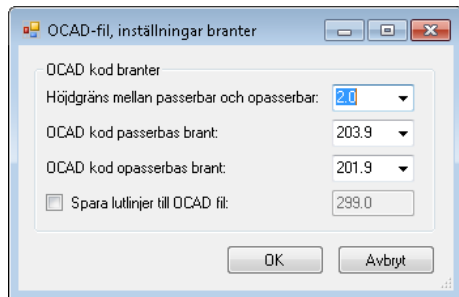 OCAD-fil, inställningar branter
OCAD kod branter
Höjdgräns mellan passerbar och opasserbar: 2.0
OCAD kod passerbas brant: 203.9
OCAD kod opasserbas brant: 201.9
Spara lutlinjer till OCAD fil: 299.0
OK Avbryt